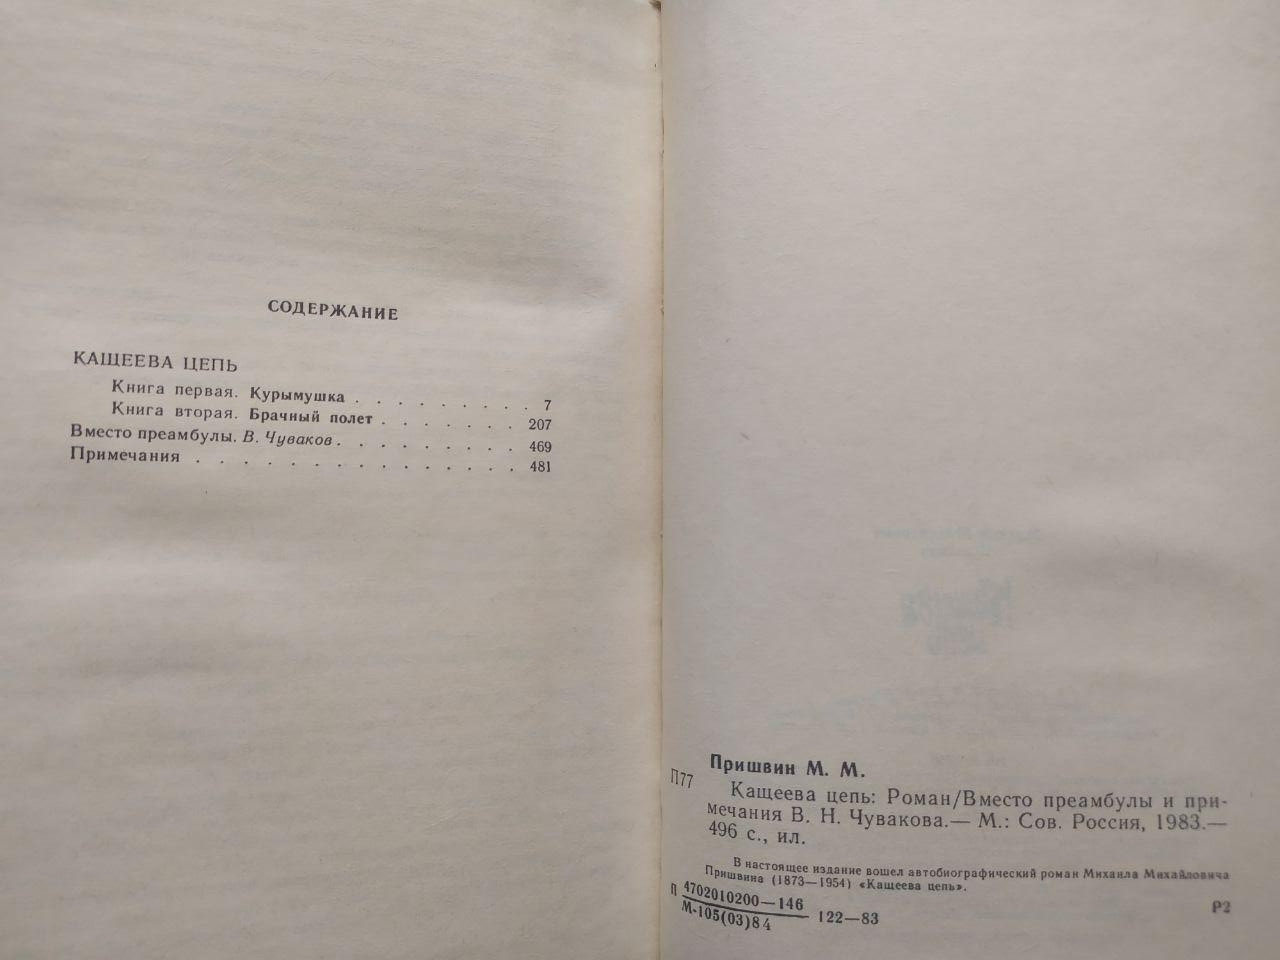 СОДЕРЖАНИЕ
КАЩЕЕВА ЦЕПЬ
Книга первая. Курымушка . . . . . . . . . 7
Книга вторая. Брачный полет . . . . . . . 207
Вместо преамбулы. В. Чуваков . . . . . . . . . 469
Примечания . . . . . . . . . . . . . . 481
Пришвин М. М.
П77
Кащеева цепь: Роман/Вместо преамбулы и при-
мечания В. Н. Чувакова.— М.: Сов. Россия, 1983.—
496 с., ил.
В настоящее издание вошел автобиографический роман Михаила Михайловича
Пришвина (1873—1954) «Кащеева цепь».
П 4702010200—146
М-105(03)84 122—83
Р2